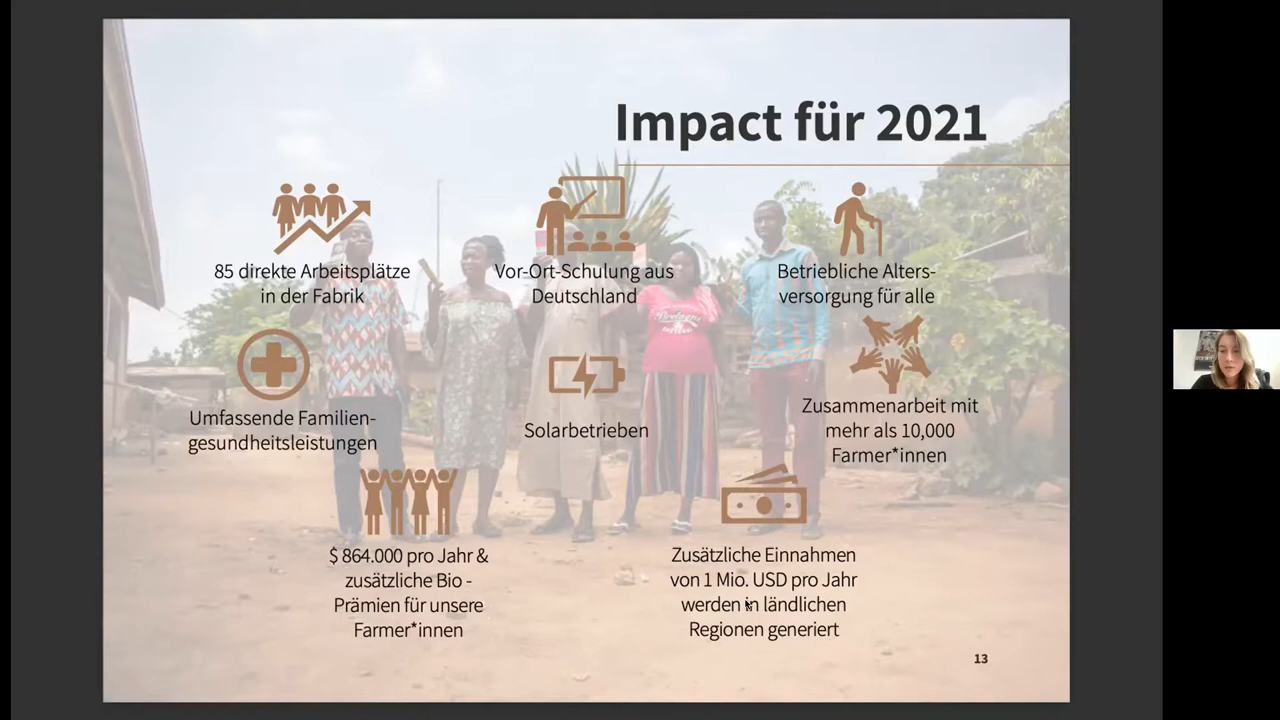 Impact für 2021
85 direkte Arbeitsplätze
in der Fabrik
Vor-Ort-Schulung aus
Deutschland
Betriebliche Alters-
versorgung für alle
Umfassende Familien-
gesundheitsleistungen
Solarbetrieben
Zusammenarbeit mit
mehr als 10,000
Farmer*innen
$ 864.000 pro Jahr &
zusätzliche Bio -
Prämien für unsere
Farmer*innen
Zusätzliche Einnahmen
von 1 Mio. USD pro Jahr
werden in ländlichen
Regionen generiert
13